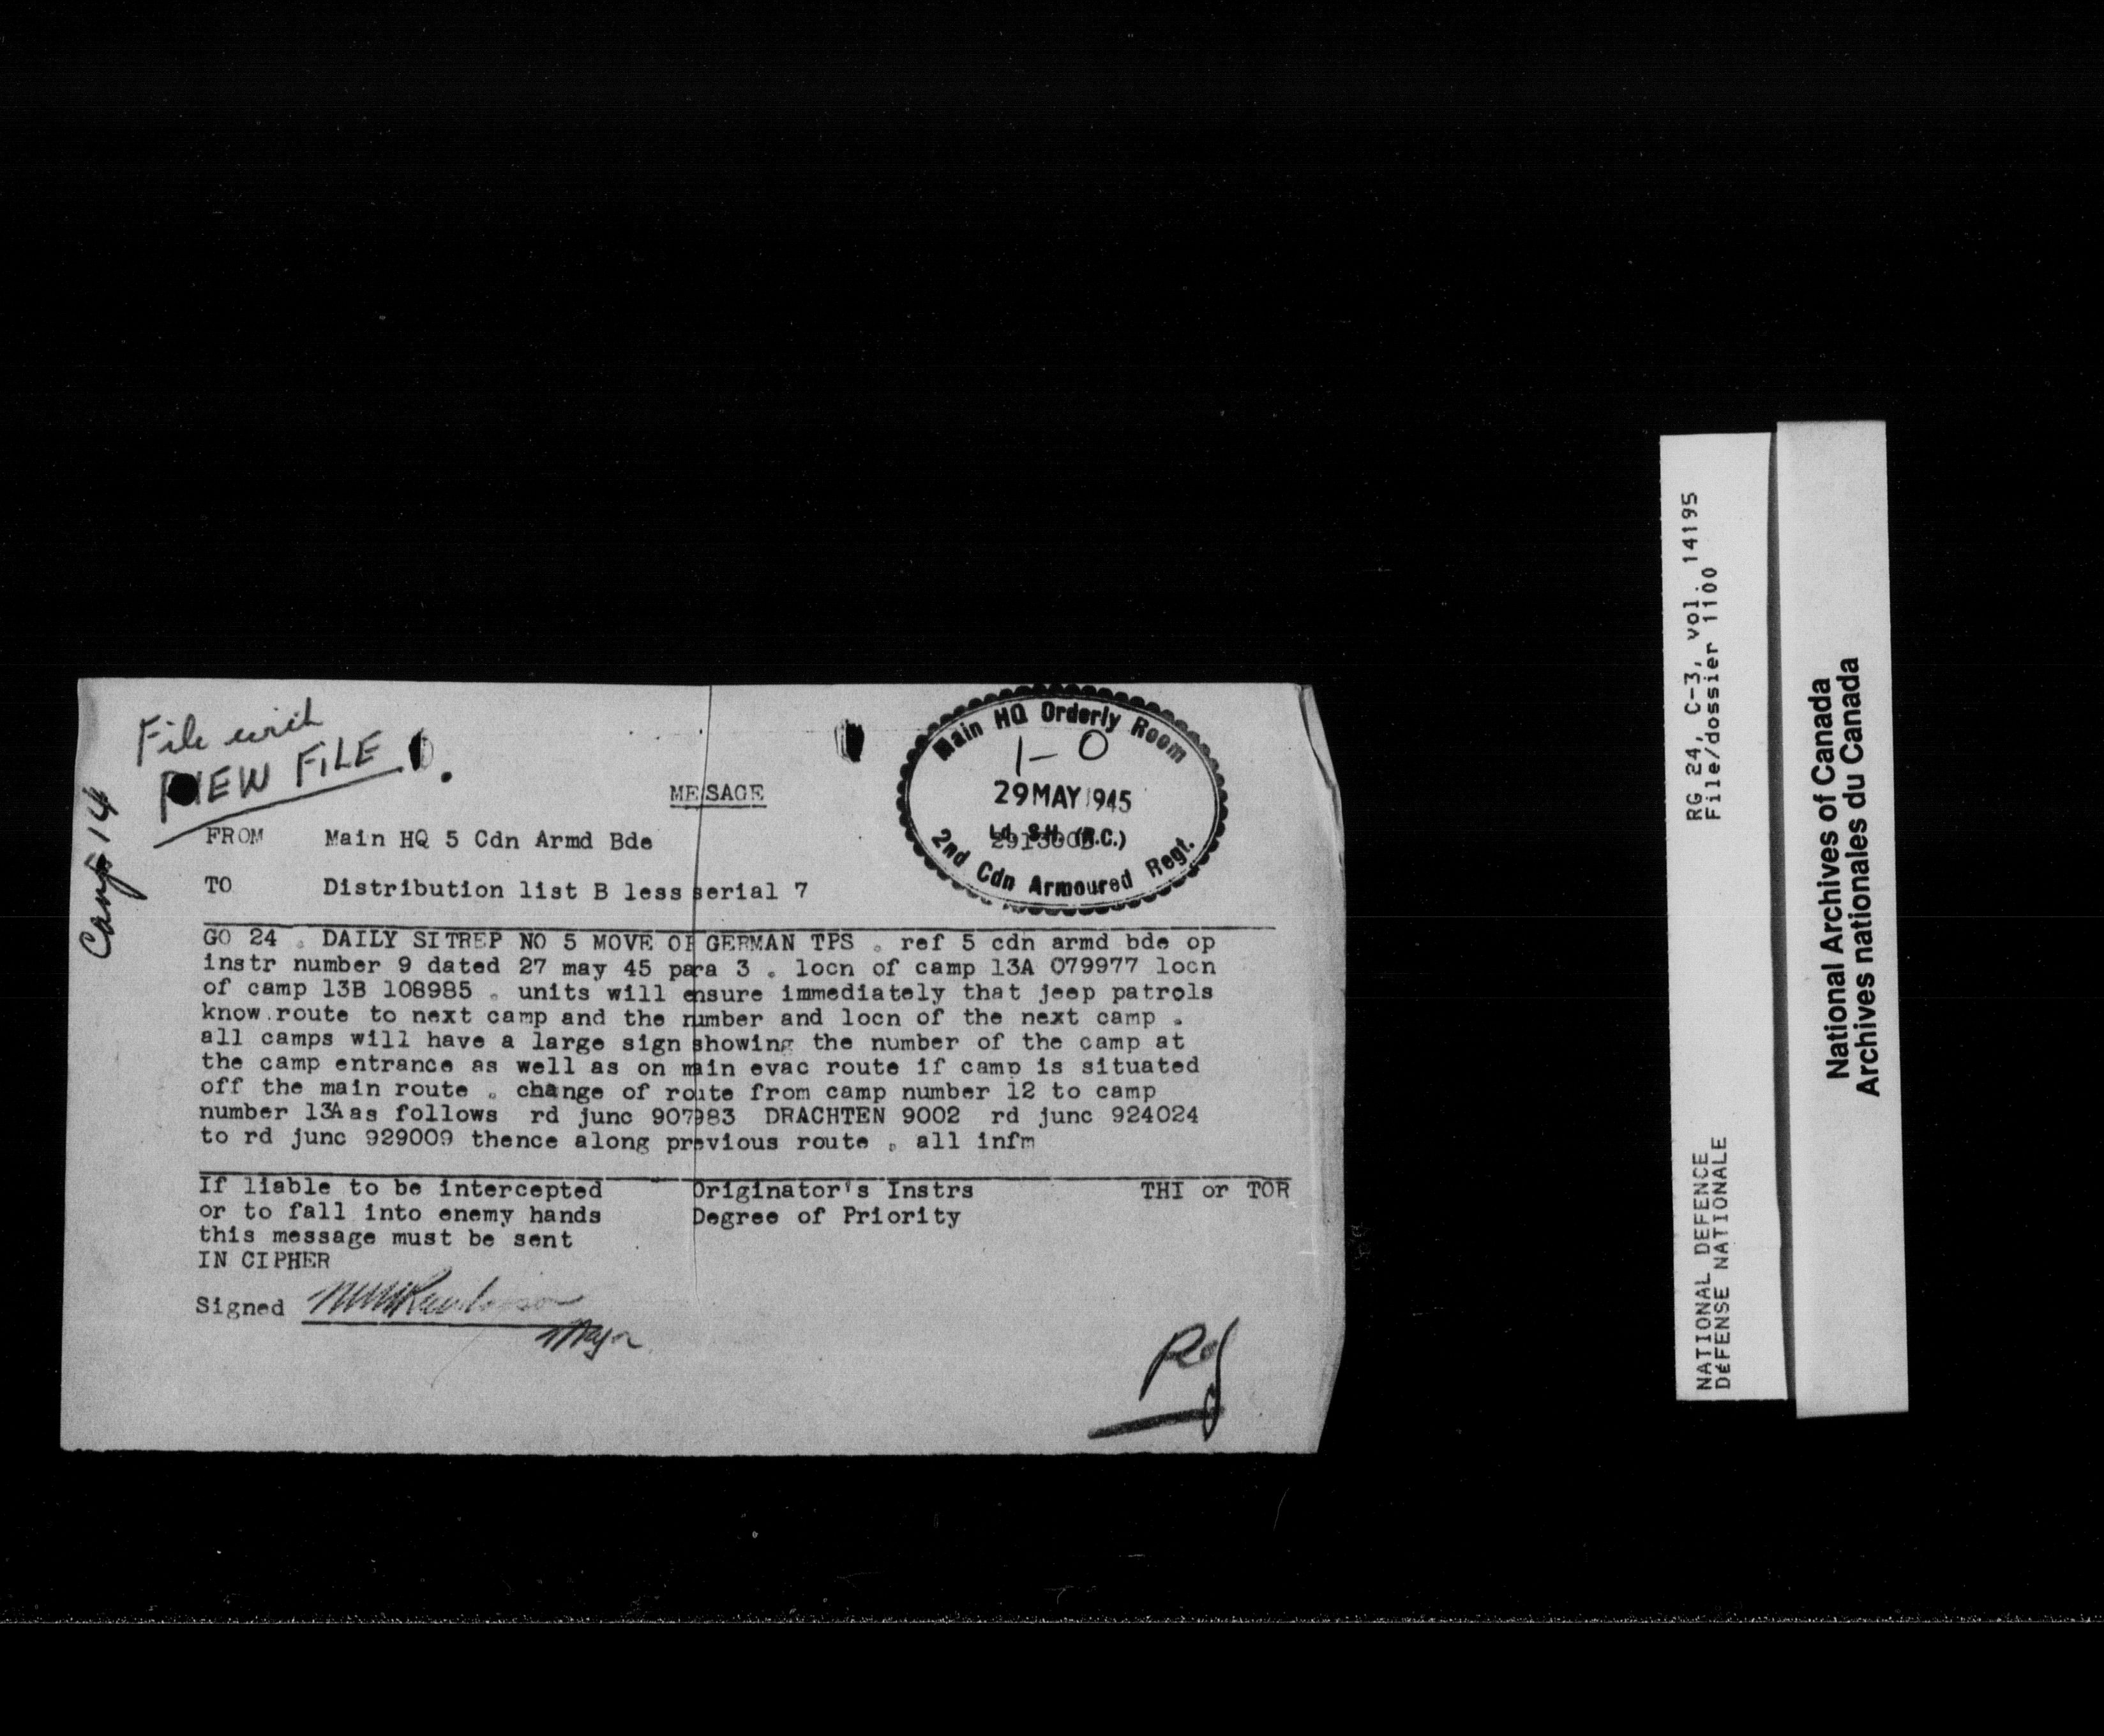 File with
NEW FILE
Camp 14
Main HQ Orderly Room
1-0
29 MAY 1945
Ld. S.H. (R.C.)
2nd Cdn Armoured Regt.
MESSAGE
FROM Main HQ 5 Cdn Armd Bde
TO Distribution list B less serial 7
GO 24 . DAILY SITREP NO 5 MOVE OF GERMAN TPS . ref 5 cdn armd bde op
instr number 9 dated 27 may 45 para 3 . locn of camp 13A 079977 locn
of camp 13B 108985 . units will ensure immediately that jeep patrols
know route to next camp and the number and locn of the next camp .
all camps will have a large sign showing the number of the camp at
the camp entrance as well as on main evac route if camp is situated
off the main route . change of route from camp number 12 to camp
number 13A as follows rd junc 907983 DRACHTEN 9002 rd junc 924024
to rd junc 929009 thence along previous route . all infm
If liable to be intercepted
or to fall into enemy hands
this message must be sent
IN CIPHER
Originator's Instrs
Degree of Priority
THI or TOR
Signed
Major
RG 24, C-3, vol. 14195
File/dossier 1100
NATIONAL DEFENCE
DéFENSE NATIONALE
National Archives of Canada
Archives nationales du Canada